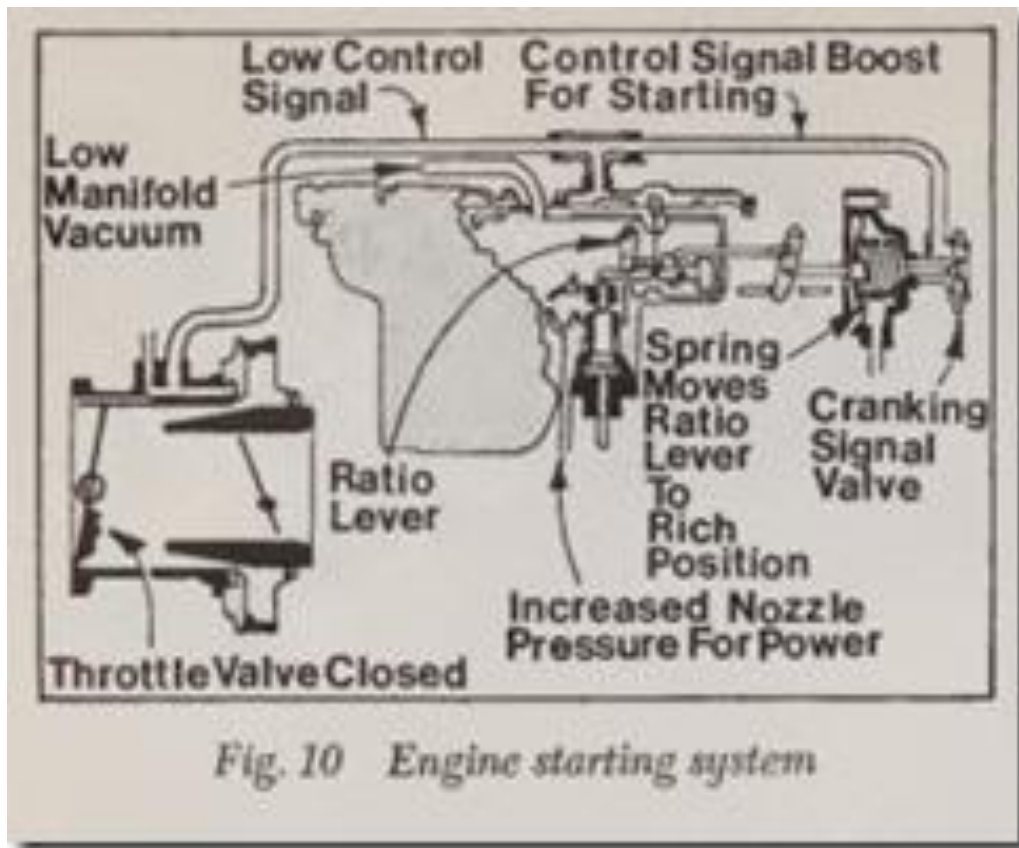 Low Control
Signal
Control Signal Boost
For Starting
Low
Manifold
Vacuum
Ratio
Lever
Spring
Moves
Ratio
Lever
To
Rich
Position
Cranking
Signal
Valve
Increased Nozzle
Pressure For Power
Throttle Valve Closed
Fig. 10 Engine starting system